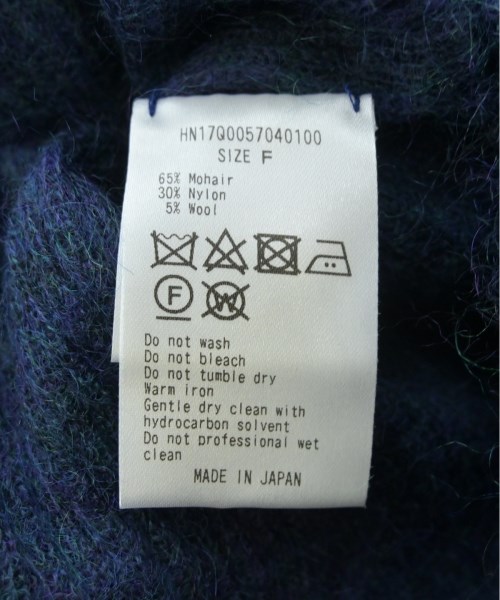 HN17Q0057040100
SIZE F
65% Mohair
30% Nylon
5% Wool
F W
Do not wash
Do not bleach
Do not tumble dry
Warm iron
Gentle dry clean with
hydrocarbon solvent
Do not professional wet
clean
MADE IN JAPAN